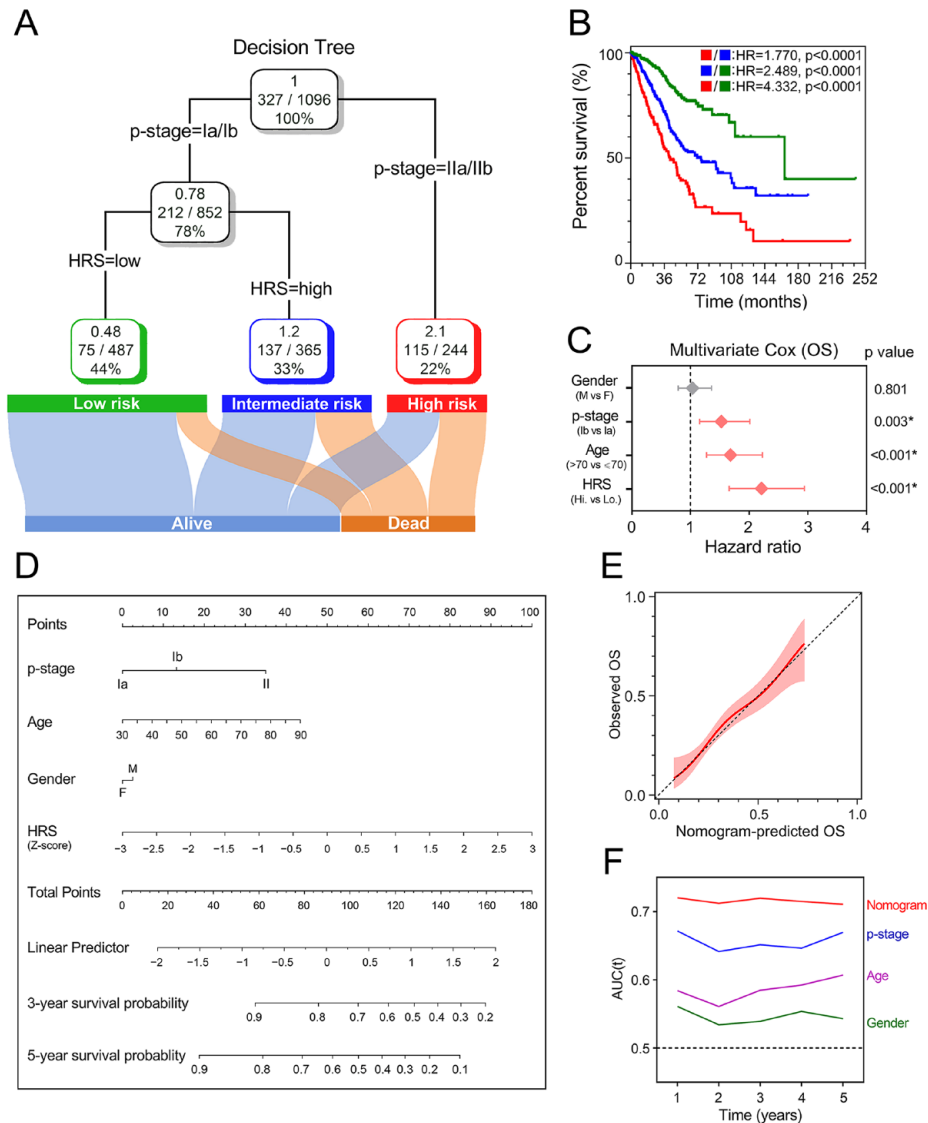 A
Decision Tree
1
327 / 1096
100%
p-stage=Ia/Ib
p-stage=IIa/IIb
0.78
212 / 852
78%
HRS=low
HRS=high
0.48
75 / 487
44%
1.2
137 / 365
33%
2.1
115 / 244
22%
Low risk
Intermediate risk
High risk
Alive
Dead
B
Percent survival (%)
100
50
0
/ :HR=1.770, p<0.0001
/ :HR=2.489, p<0.0001
/ :HR=4.332, p<0.0001
0 36 72 108 144 180 216 252
Time (months)
C
Multivariate Cox (OS)
p value
Gender
(M vs F)
0.801
p-stage
(Ib vs Ia)
0.003*
Age
(>70 vs <70)
<0.001*
HRS
(Hi. vs Lo.)
<0.001*
0 1 2 3 4
Hazard ratio
D
0 10 20 30 40 50 60 70 80 90 100
Points
p-stage
Ib
Ia II
Age
30 45 50 60 70 75 80 90
Gender
M
F
HRS
(Z-score)
−3 −2.5 −2 −1 −0.5 0 0.5 1 1.5 2 2.5 3
Total Points
0 20 40 60 80 100 120 140 160 180
Linear Predictor
−2 −1.5 −1 −0.5 0 0.5 1 1.5 2
3-year survival probability
0.9 0.8 0.7 0.6 0.5 0.4 0.3 0.2
5-year survival probablity
0.9 0.8 0.7 0.6 0.5 0.4 0.3 0.2 0.1
E
Observed OS
1.0
0.5
0.0
0.0 0.5 1.0
Nomogram-predicted OS
F
AUC(t)
0.7
0.6
0.5
Nomogram
p-stage
Age
Gender
1 2 3 4 5
Time (years)